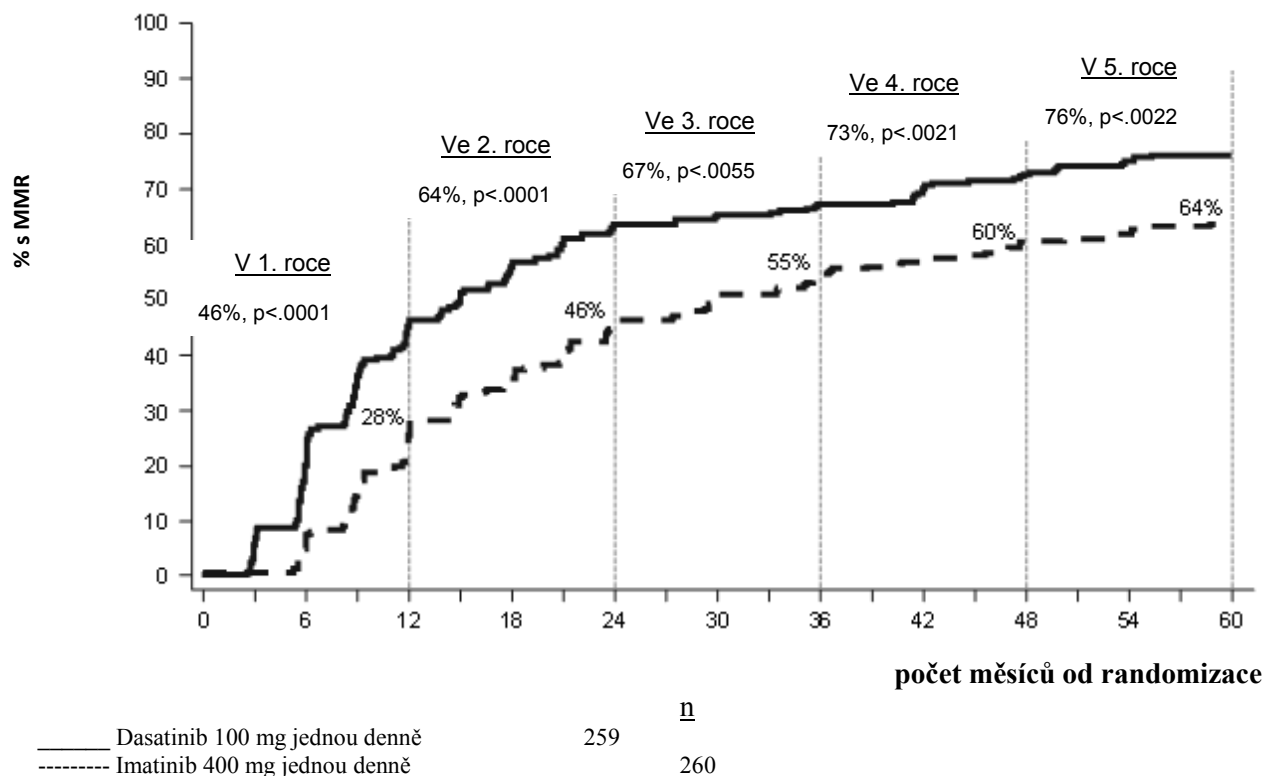 100
90
80
70
60
50
40
30
20
10
0
% s MMR
V 1. roce
46%, p<.0001
Ve 2. roce
64%, p<.0001
Ve 3. roce
67%, p<.0055
Ve 4. roce
73%, p<.0021
V 5. roce
76%, p<.0022
28%
46%
55%
60%
64%
0 6 12 18 24 30 36 42 48 54 60
počet měsíců od randomizace
n
______ Dasatinib 100 mg jednou denně 259
--------- Imatinib 400 mg jednou denně 260